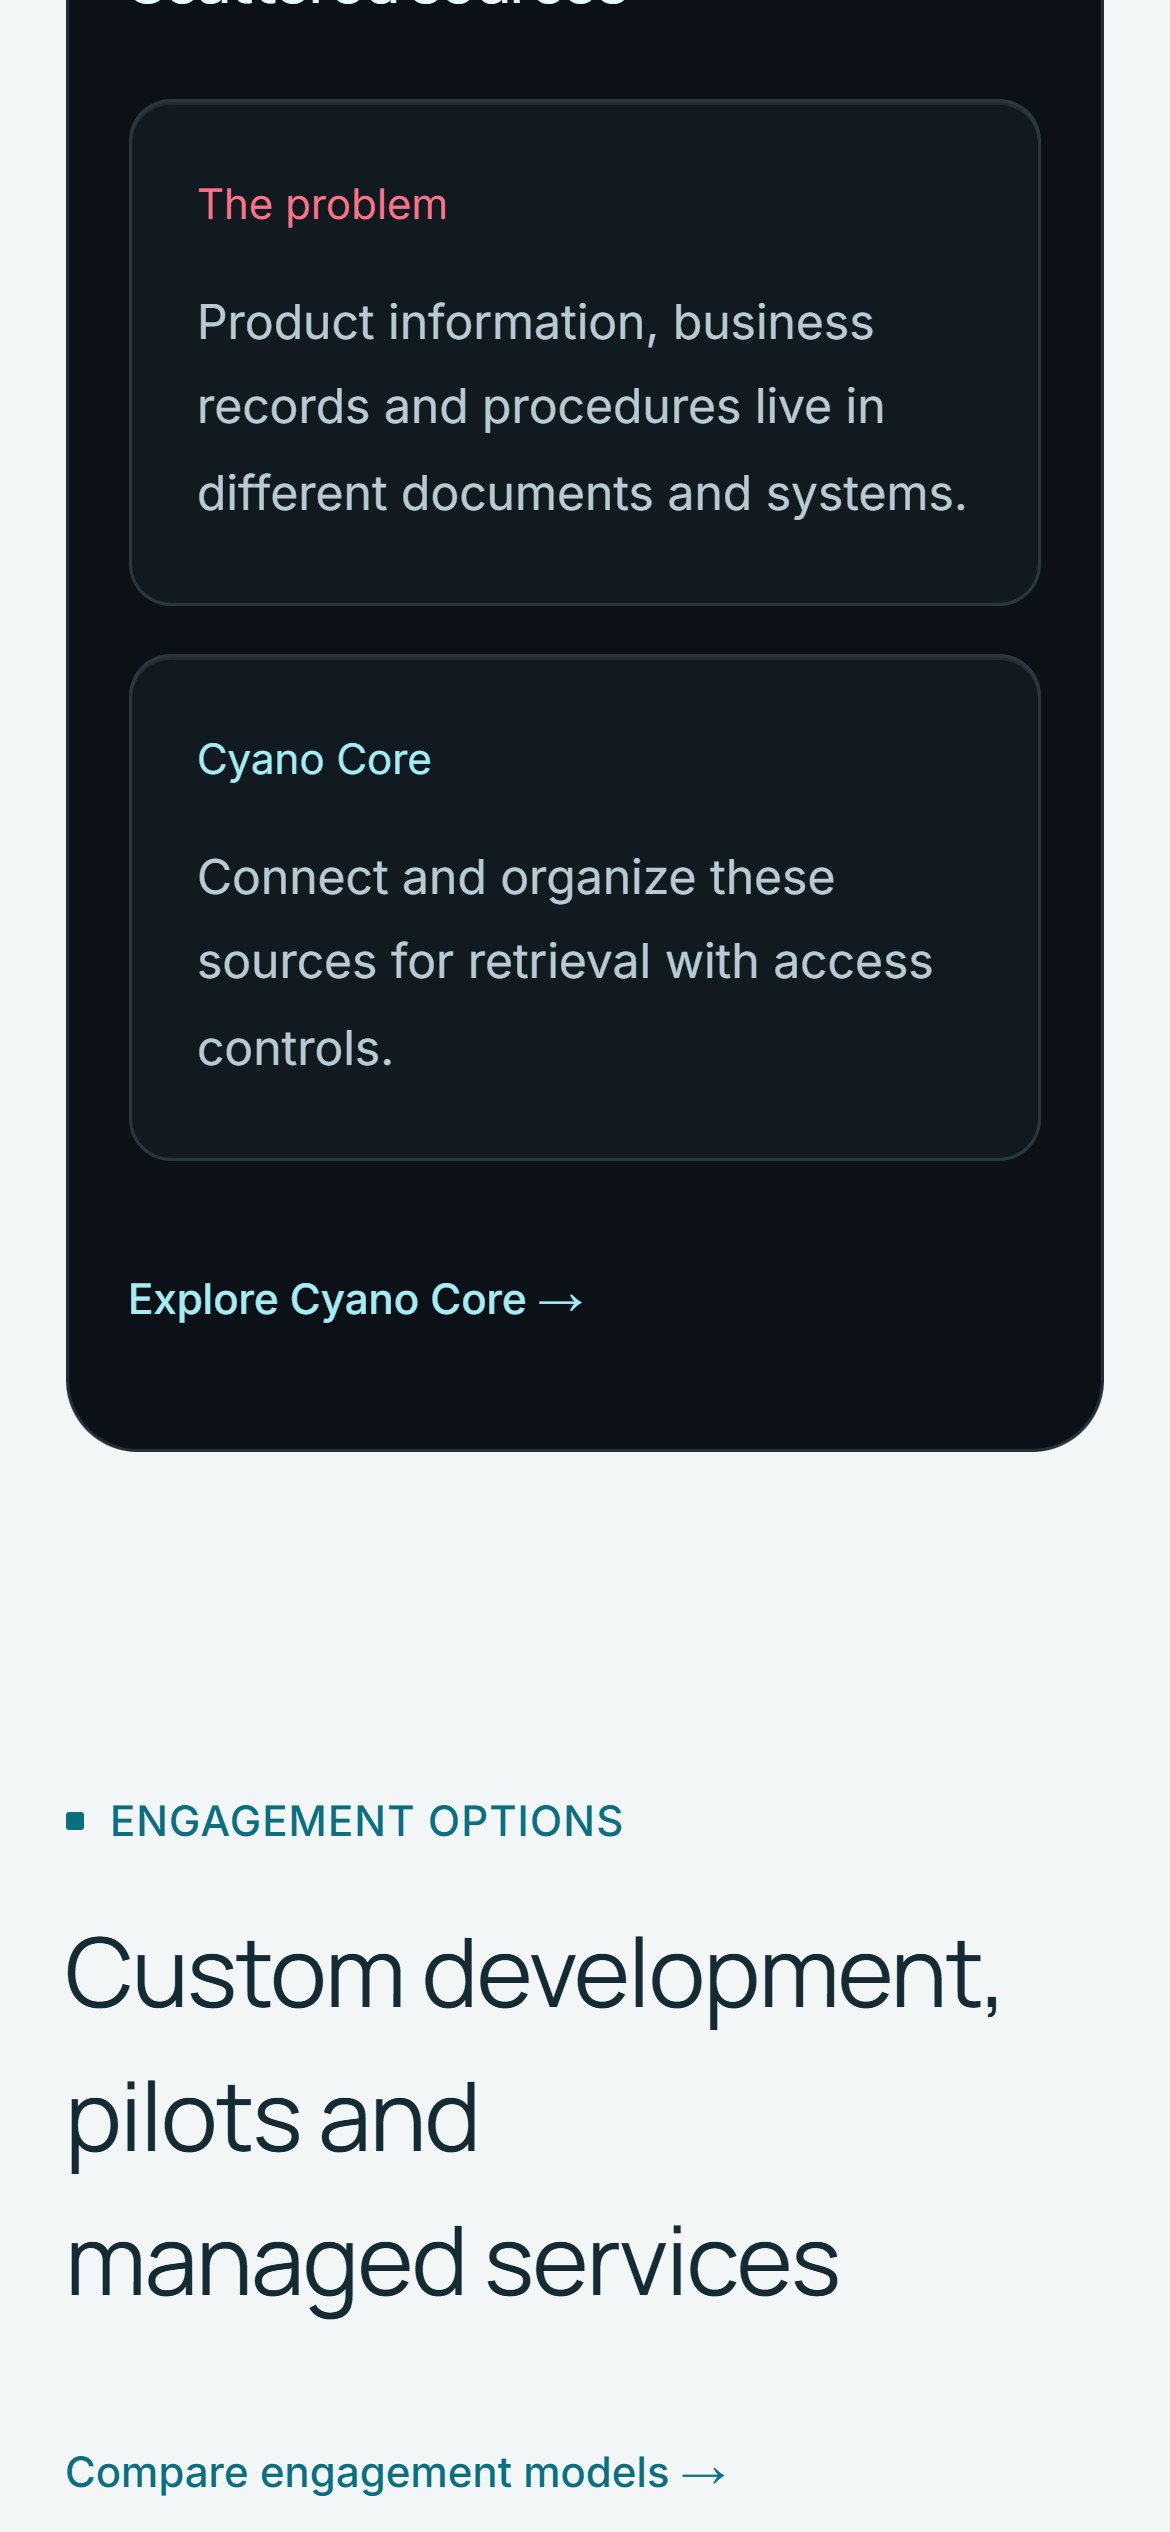 Scattered sources
The problem
Product information, business
records and procedures live in
different documents and systems.
Cyano Core
Connect and organize these
sources for retrieval with access
controls.
Explore Cyano Core →
ENGAGEMENT OPTIONS
Custom development,
pilots and
managed services
Compare engagement models →